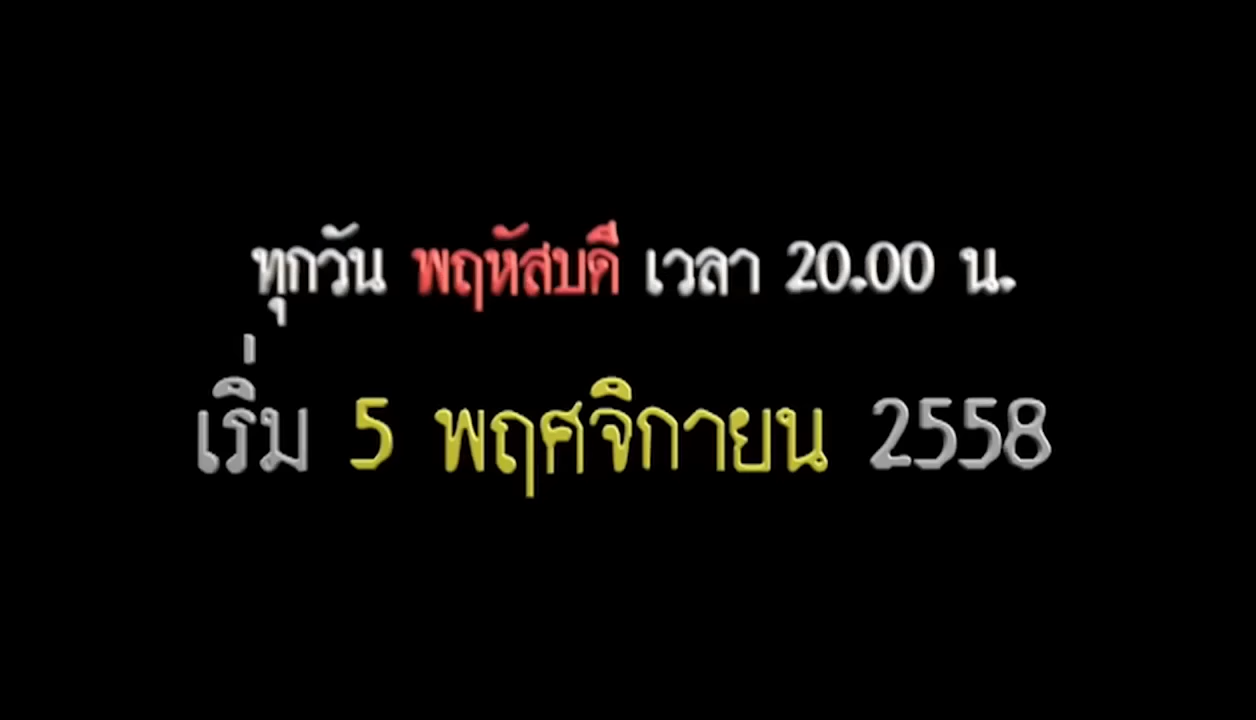 ทุกวัน พฤหัสบดี เวลา 20.00 น.
เริ่ม 5 พฤศจิกายน 2558